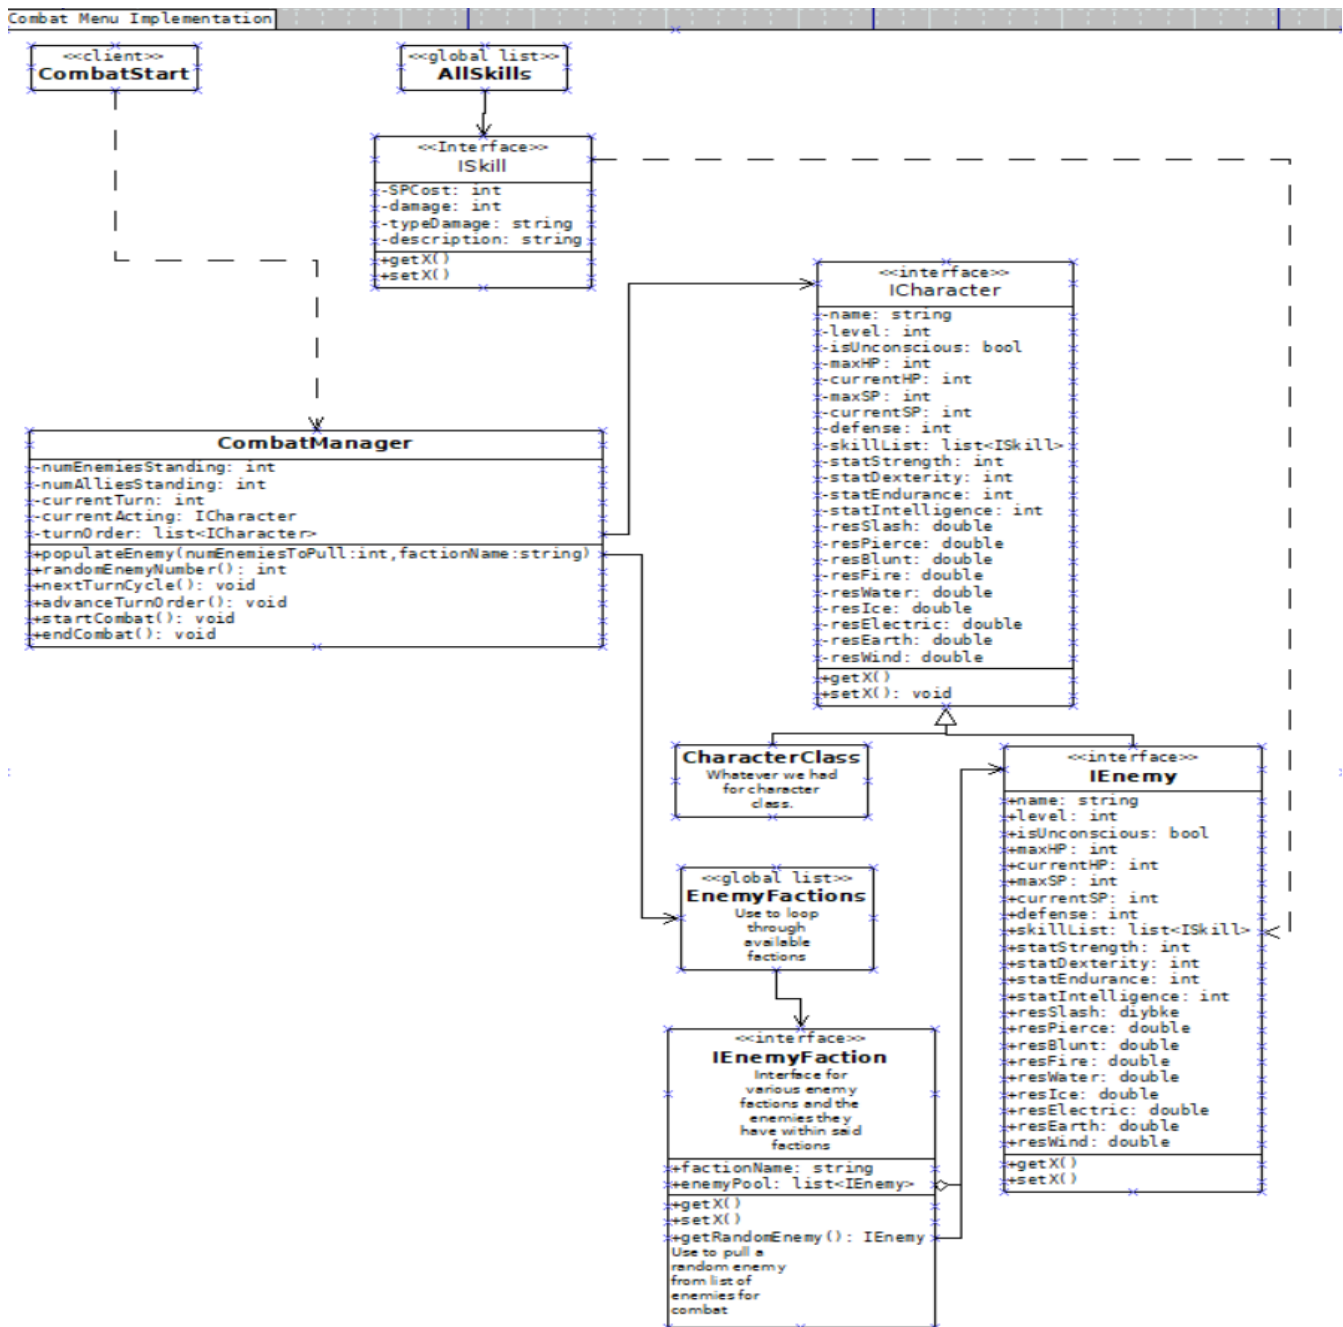 Combat Menu Implementation
<<client>>
CombatStart
<<global list>>
AllSkills
<<Interface>>
ISkill
-SPCost: int
-damage: int
-typeDamage: string
-description: string
+getX()
+setX()
<<interface>>
ICharacter
-name: string
-level: int
-isUnconscious: bool
-maxHP: int
-currentHP: int
-maxSP: int
-currentSP: int
-defense: int
-skillList: list<ISkill>
-statStrength: int
-statDexterity: int
-statEndurance: int
-statIntelligence: int
-resSlash: double
-resPierce: double
-resBlunt: double
-resFire: double
-resWater: double
-resIce: double
-resElectric: double
-resEarth: double
-resWind: double
+getX()
+setX(): void
CombatManager
-numEnemiesStanding: int
-numAlliesStanding: int
-currentTurn: int
-currentActing: ICharacter
-turnOrder: list<ICharacter>
+populateEnemy(numEnemiesToPull:int,factionName:string)
+randomEnemyNumber(): int
+nextTurnCycle(): void
+advanceTurnOrder(): void
+startCombat(): void
+endCombat(): void
CharacterClass
Whatever we had
for character
class.
<<interface>>
IEnemy
+name: string
+level: int
+isUnconscious: bool
+maxHP: int
+currentHP: int
+maxSP: int
+currentSP: int
+defense: int
+skillList: list<ISkill>
+statStrength: int
+statDexterity: int
+statEndurance: int
+statIntelligence: int
+resSlash: diybke
+resPierce: double
+resBlunt: double
+resFire: double
+resWater: double
+resIce: double
+resElectric: double
+resEarth: double
+resWind: double
+getX()
+setX()
<<global list>>
EnemyFactions
Use to loop
through
available
factions
<<interface>>
IEnemyFaction
Interface for
various enemy
factions and the
enemies they
have within said
factions
+factionName: string
+enemyPool: list<IEnemy>
+getX()
+setX()
+getRandomEnemy(): IEnemy
Use to pull a
random enemy
from list of
enemies for
combat